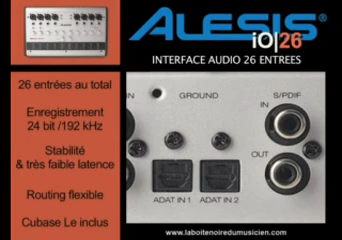 ALESIS®
iO|26
INTERFACE AUDIO 26 ENTREES
26 entrées au total
Enregistrement
24 bit /192 kHz
Stabilité
& très faible latence
Routing flexible
Cubase Le inclus
IN
GROUND
S/PDIF
IN
OUT
ADAT IN 1
ADAT IN 2
www.laboitenoiredumusicien.com